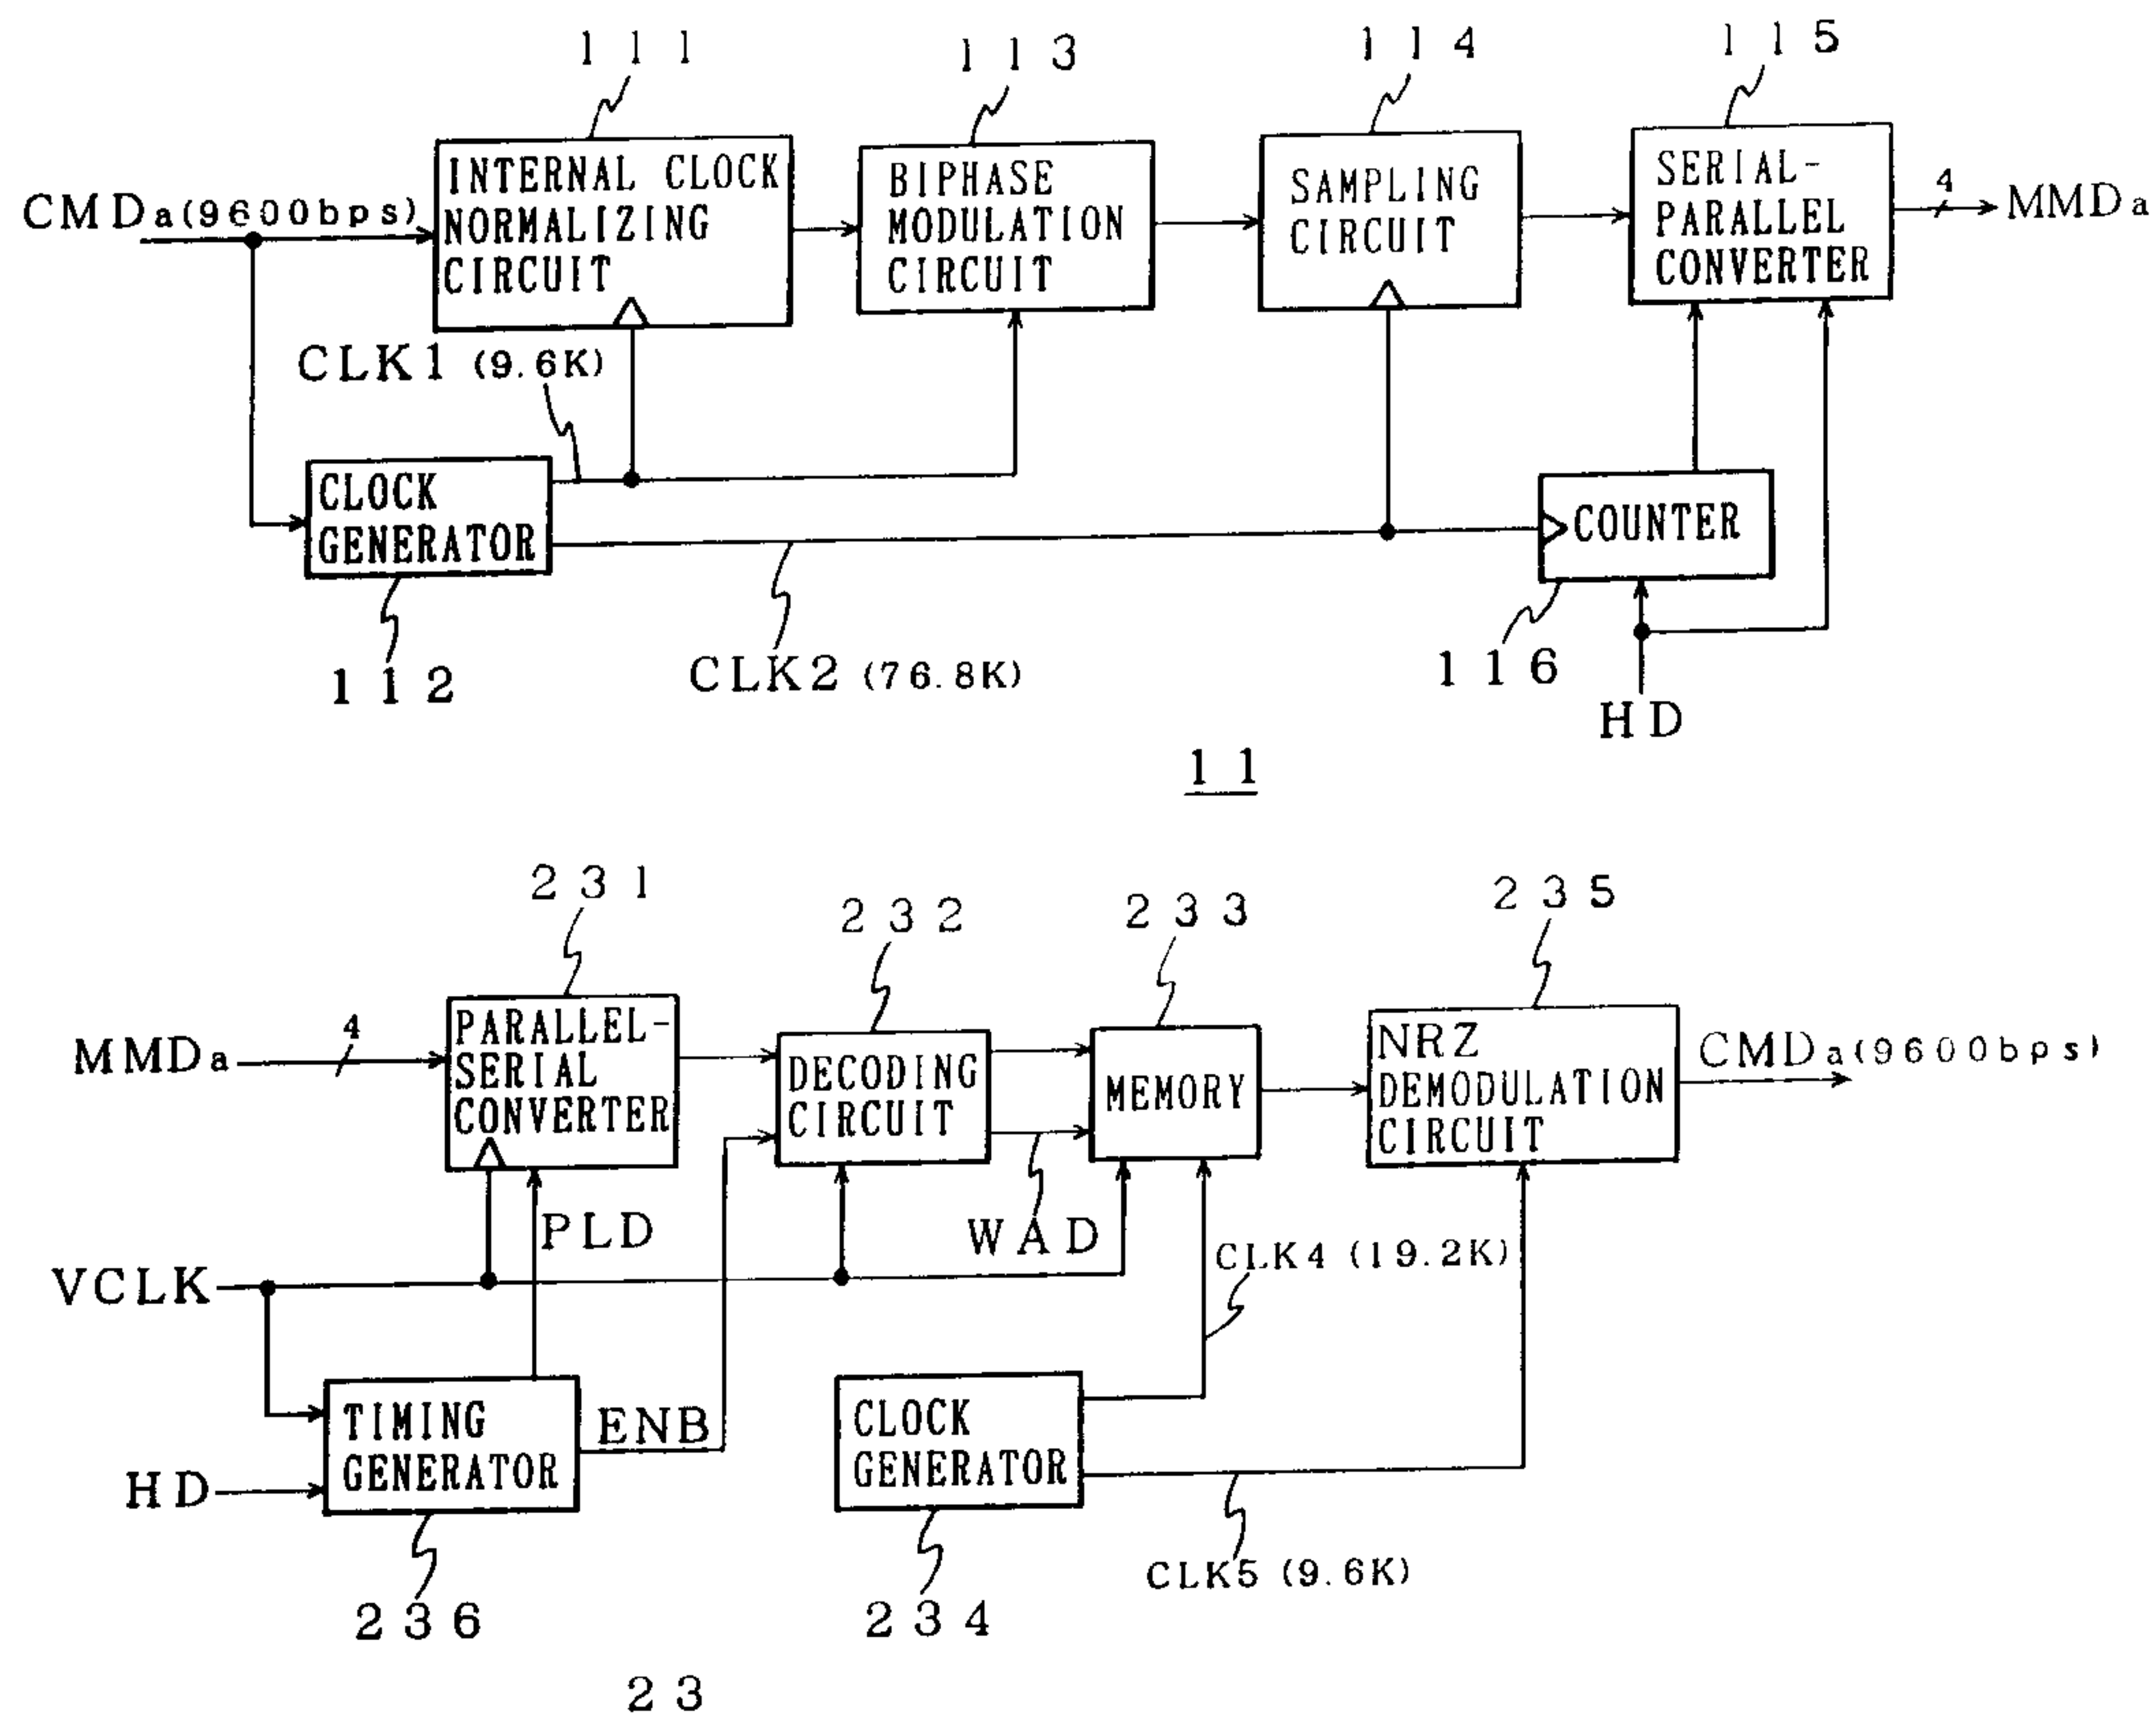 111
113
114
115
INTERNAL CLOCK
NORMALIZING
CIRCUIT
BIPHASE
MODULATION
CIRCUIT
SAMPLING
CIRCUIT
SERIAL-
PARALLEL
CONVERTER
CMDa(9600bps)
4
MMDa
CLK1 (9.6K)
CLOCK
GENERATOR
COUNTER
112
CLK2 (76.8K)
116
HD
11
231
232
233
235
MMDa
4
PARALLEL-
SERIAL
CONVERTER
DECODING
CIRCUIT
MEMORY
NRZ
DEMODULATION
CIRCUIT
CMDa(9600bps)
PLD
WAD
CLK4 (19.2K)
VCLK
TIMING
GENERATOR
ENB
CLOCK
GENERATOR
HD
CLK5 (9.6K)
236
234
23